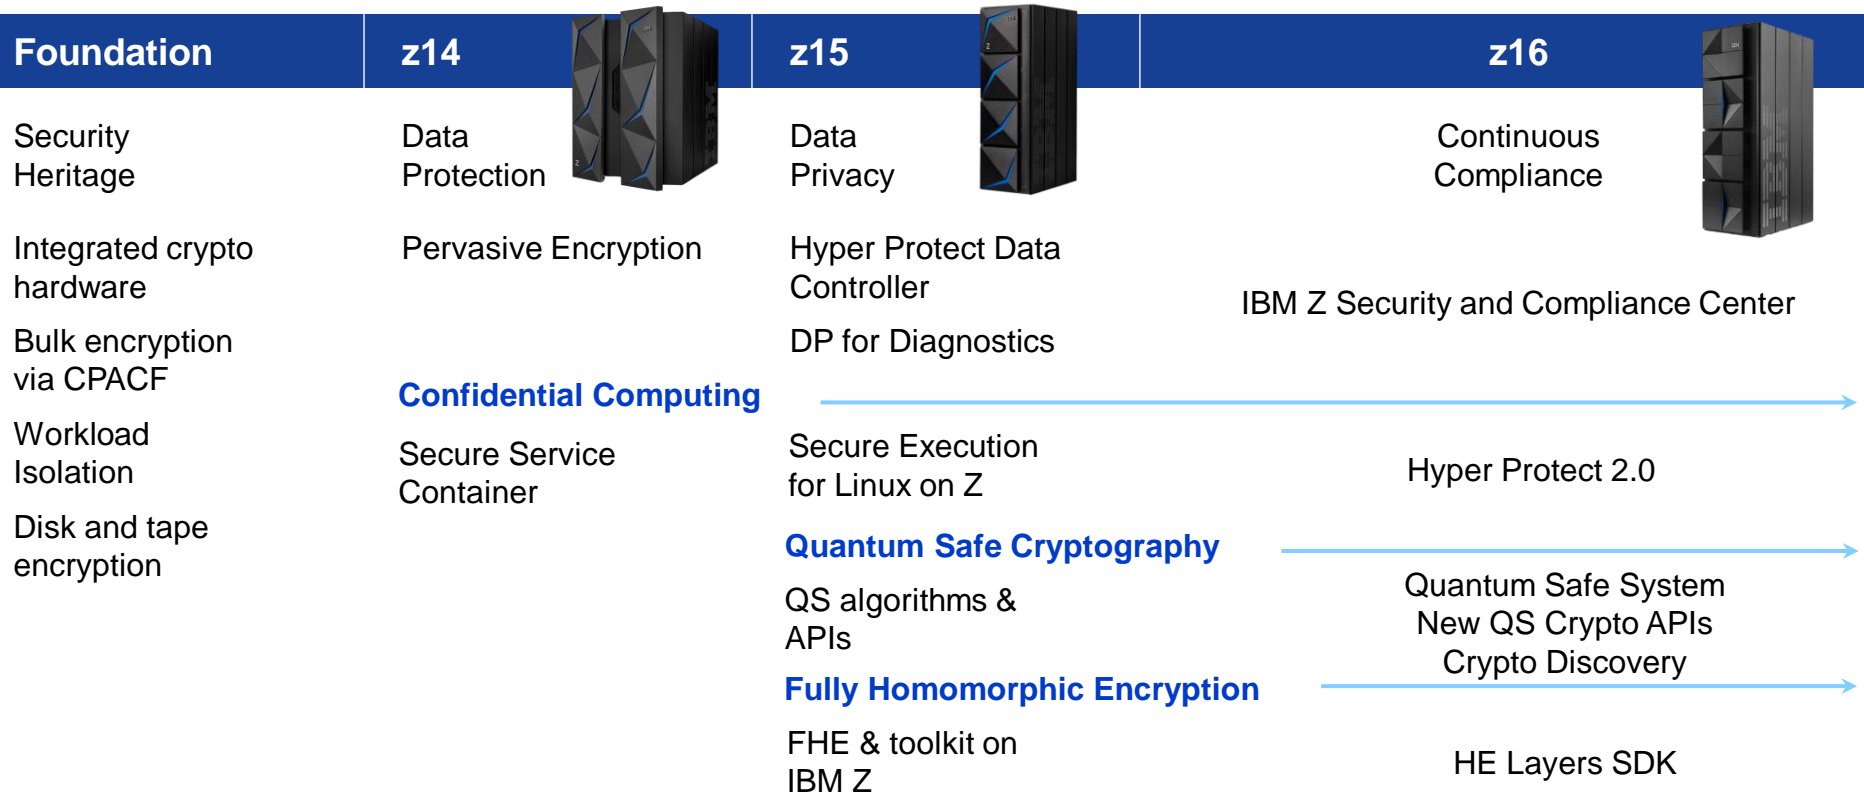 Foundation
z14
z15
z16
Security
Heritage
Data
Protection
Data
Privacy
Continuous
Compliance
Integrated crypto
hardware
Pervasive Encryption
Hyper Protect Data
Controller
IBM Z Security and Compliance Center
Bulk encryption
via CPACF
DP for Diagnostics
Confidential Computing
Workload
Isolation
Secure Service
Container
Secure Execution
for Linux on Z
Hyper Protect 2.0
Disk and tape
encryption
Quantum Safe Cryptography
QS algorithms &
APIs
Quantum Safe System
New QS Crypto APIs
Crypto Discovery
Fully Homomorphic Encryption
FHE & toolkit on
IBM Z
HE Layers SDK